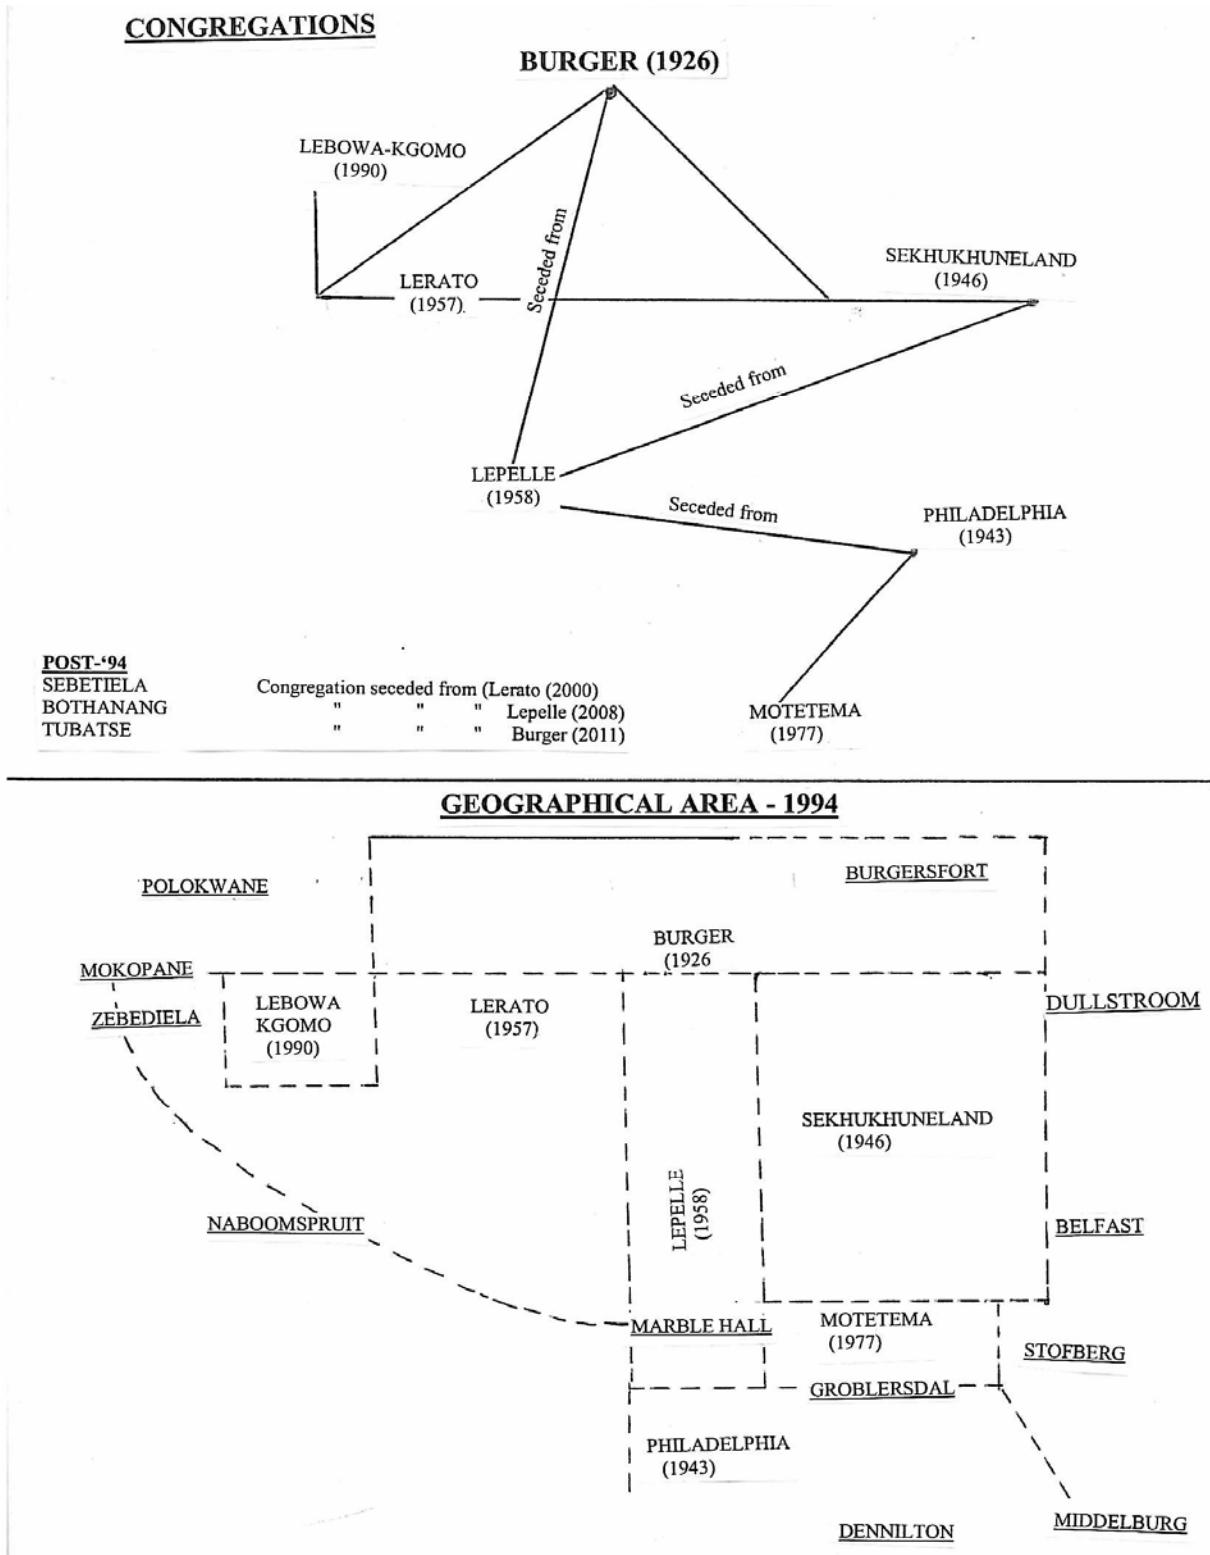 CONGREGATIONS
BURGER (1926)
LEBOWA-KGOMO
(1990)
Seceded from
SEKHUKHUNELAND
(1946)
LERATO
(1957)
Seceded from
LEPELLE
(1958)
Seceded from
PHILADELPHIA
(1943)
POST-‘94
SEBETIELA Congregation seceded from (Lerato (2000)
BOTHANANG " " " Lepelle (2008)
TUBATSE " " " Burger (2011)
MOTETEMA
(1977)
GEOGRAPHICAL AREA - 1994
POLOKWANE
BURGERSFORT
BURGER
(1926
MOKOPANE
ZEBEDIELA
LEBOWA
KGOMO
(1990)
LERATO
(1957)
DULLSTROOM
SEKHUKHUNELAND
(1946)
LEPELLE
(1958)
NABOOMSPRUIT
BELFAST
MARBLE HALL
MOTETEMA
(1977)
STOFBERG
GROBLERSDAL
PHILADELPHIA
(1943)
DENNILTON
MIDDELBURG